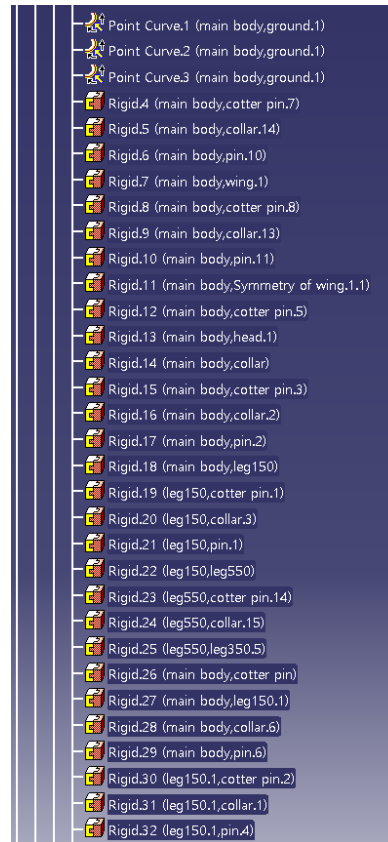 Point Curve.1 (main body,ground.1)
Point Curve.2 (main body,ground.1)
Point Curve.3 (main body,ground.1)
Rigid.4 (main body,cotter pin.7)
Rigid.5 (main body,collar.14)
Rigid.6 (main body,pin.10)
Rigid.7 (main body,wing.1)
Rigid.8 (main body,cotter pin.8)
Rigid.9 (main body,collar.13)
Rigid.10 (main body,pin.11)
Rigid.11 (main body,Symmetry of wing.1.1)
Rigid.12 (main body,cotter pin.5)
Rigid.13 (main body,head.1)
Rigid.14 (main body,collar)
Rigid.15 (main body,cotter pin.3)
Rigid.16 (main body,collar.2)
Rigid.17 (main body,pin.2)
Rigid.18 (main body,leg150)
Rigid.19 (leg150,cotter pin.1)
Rigid.20 (leg150,collar.3)
Rigid.21 (leg150,pin.1)
Rigid.22 (leg150,leg550)
Rigid.23 (leg550,cotter pin.14)
Rigid.24 (leg550,collar.15)
Rigid.25 (leg550,leg350.5)
Rigid.26 (main body,cotter pin)
Rigid.27 (main body,leg150.1)
Rigid.28 (main body,collar.6)
Rigid.29 (main body,pin.6)
Rigid.30 (leg150.1,cotter pin.2)
Rigid.31 (leg150.1,collar.1)
Rigid.32 (leg150.1,pin.4)